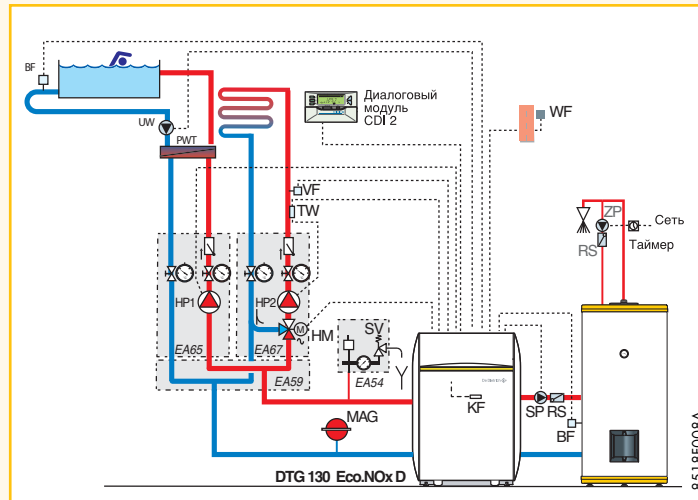 BF
UW
PWT
Диалоговый
модуль
CDI 2
WF
VF
TW
ZP
RS
Сеть
Таймер
HP1
HP2
M
HM
SV
EA65
EA67
EA59
EA54
KF
SP RS
BF
MAG
DTG 130 Eco.NOx D
8518F008A